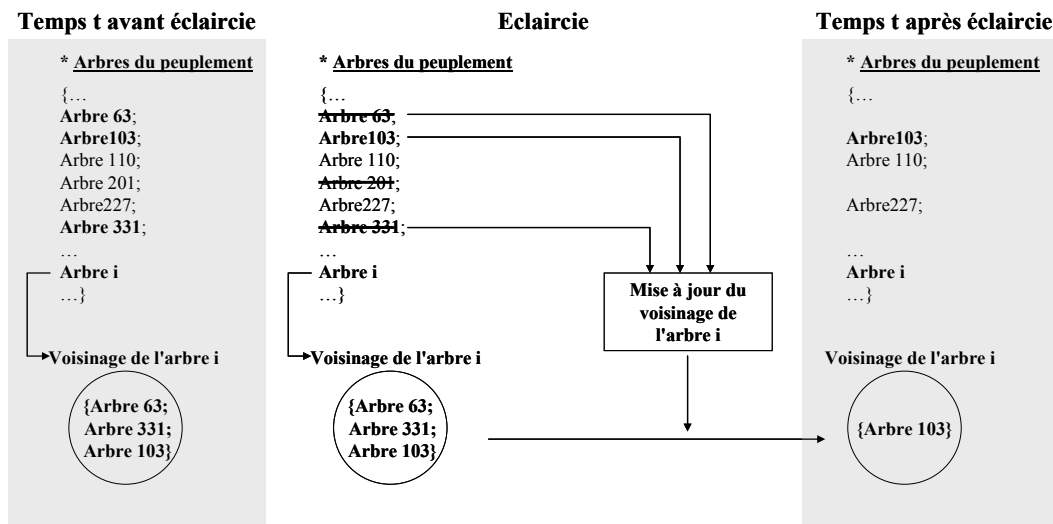 Temps t avant éclaircie
* Arbres du peuplement
{…
Arbre 63;
Arbre103;
Arbre 110;
Arbre 201;
Arbre227;
Arbre 331;
…
Arbre i
…}
Voisinage de l'arbre i
{Arbre 63;
Arbre 331;
Arbre 103}
Eclaircie
* Arbres du peuplement
{…
Arbre 63;
Arbre103;
Arbre 110;
Arbre 201;
Arbre227;
Arbre 331;
…
Arbre i
…}
Mise à jour du
voisinage de
l'arbre i
Voisinage de l'arbre i
{Arbre 63;
Arbre 331;
Arbre 103}
Temps t après éclaircie
* Arbres du peuplement
{…
Arbre103;
Arbre 110;
Arbre227;
…
Arbre i
…}
Voisinage de l'arbre i
{Arbre 103}